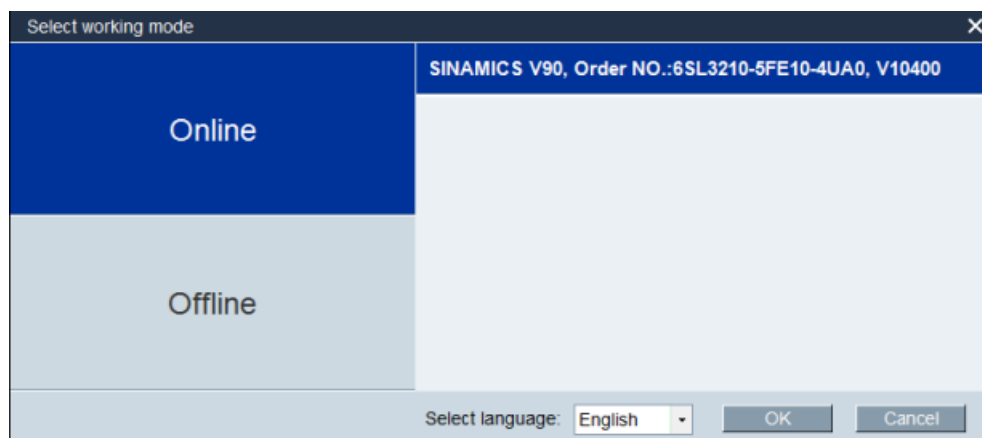 Select working mode
Online
SINAMICS V90, Order NO.:6SL3210-5FE10-4UA0, V10400
Offline
Select language: English OK Cancel